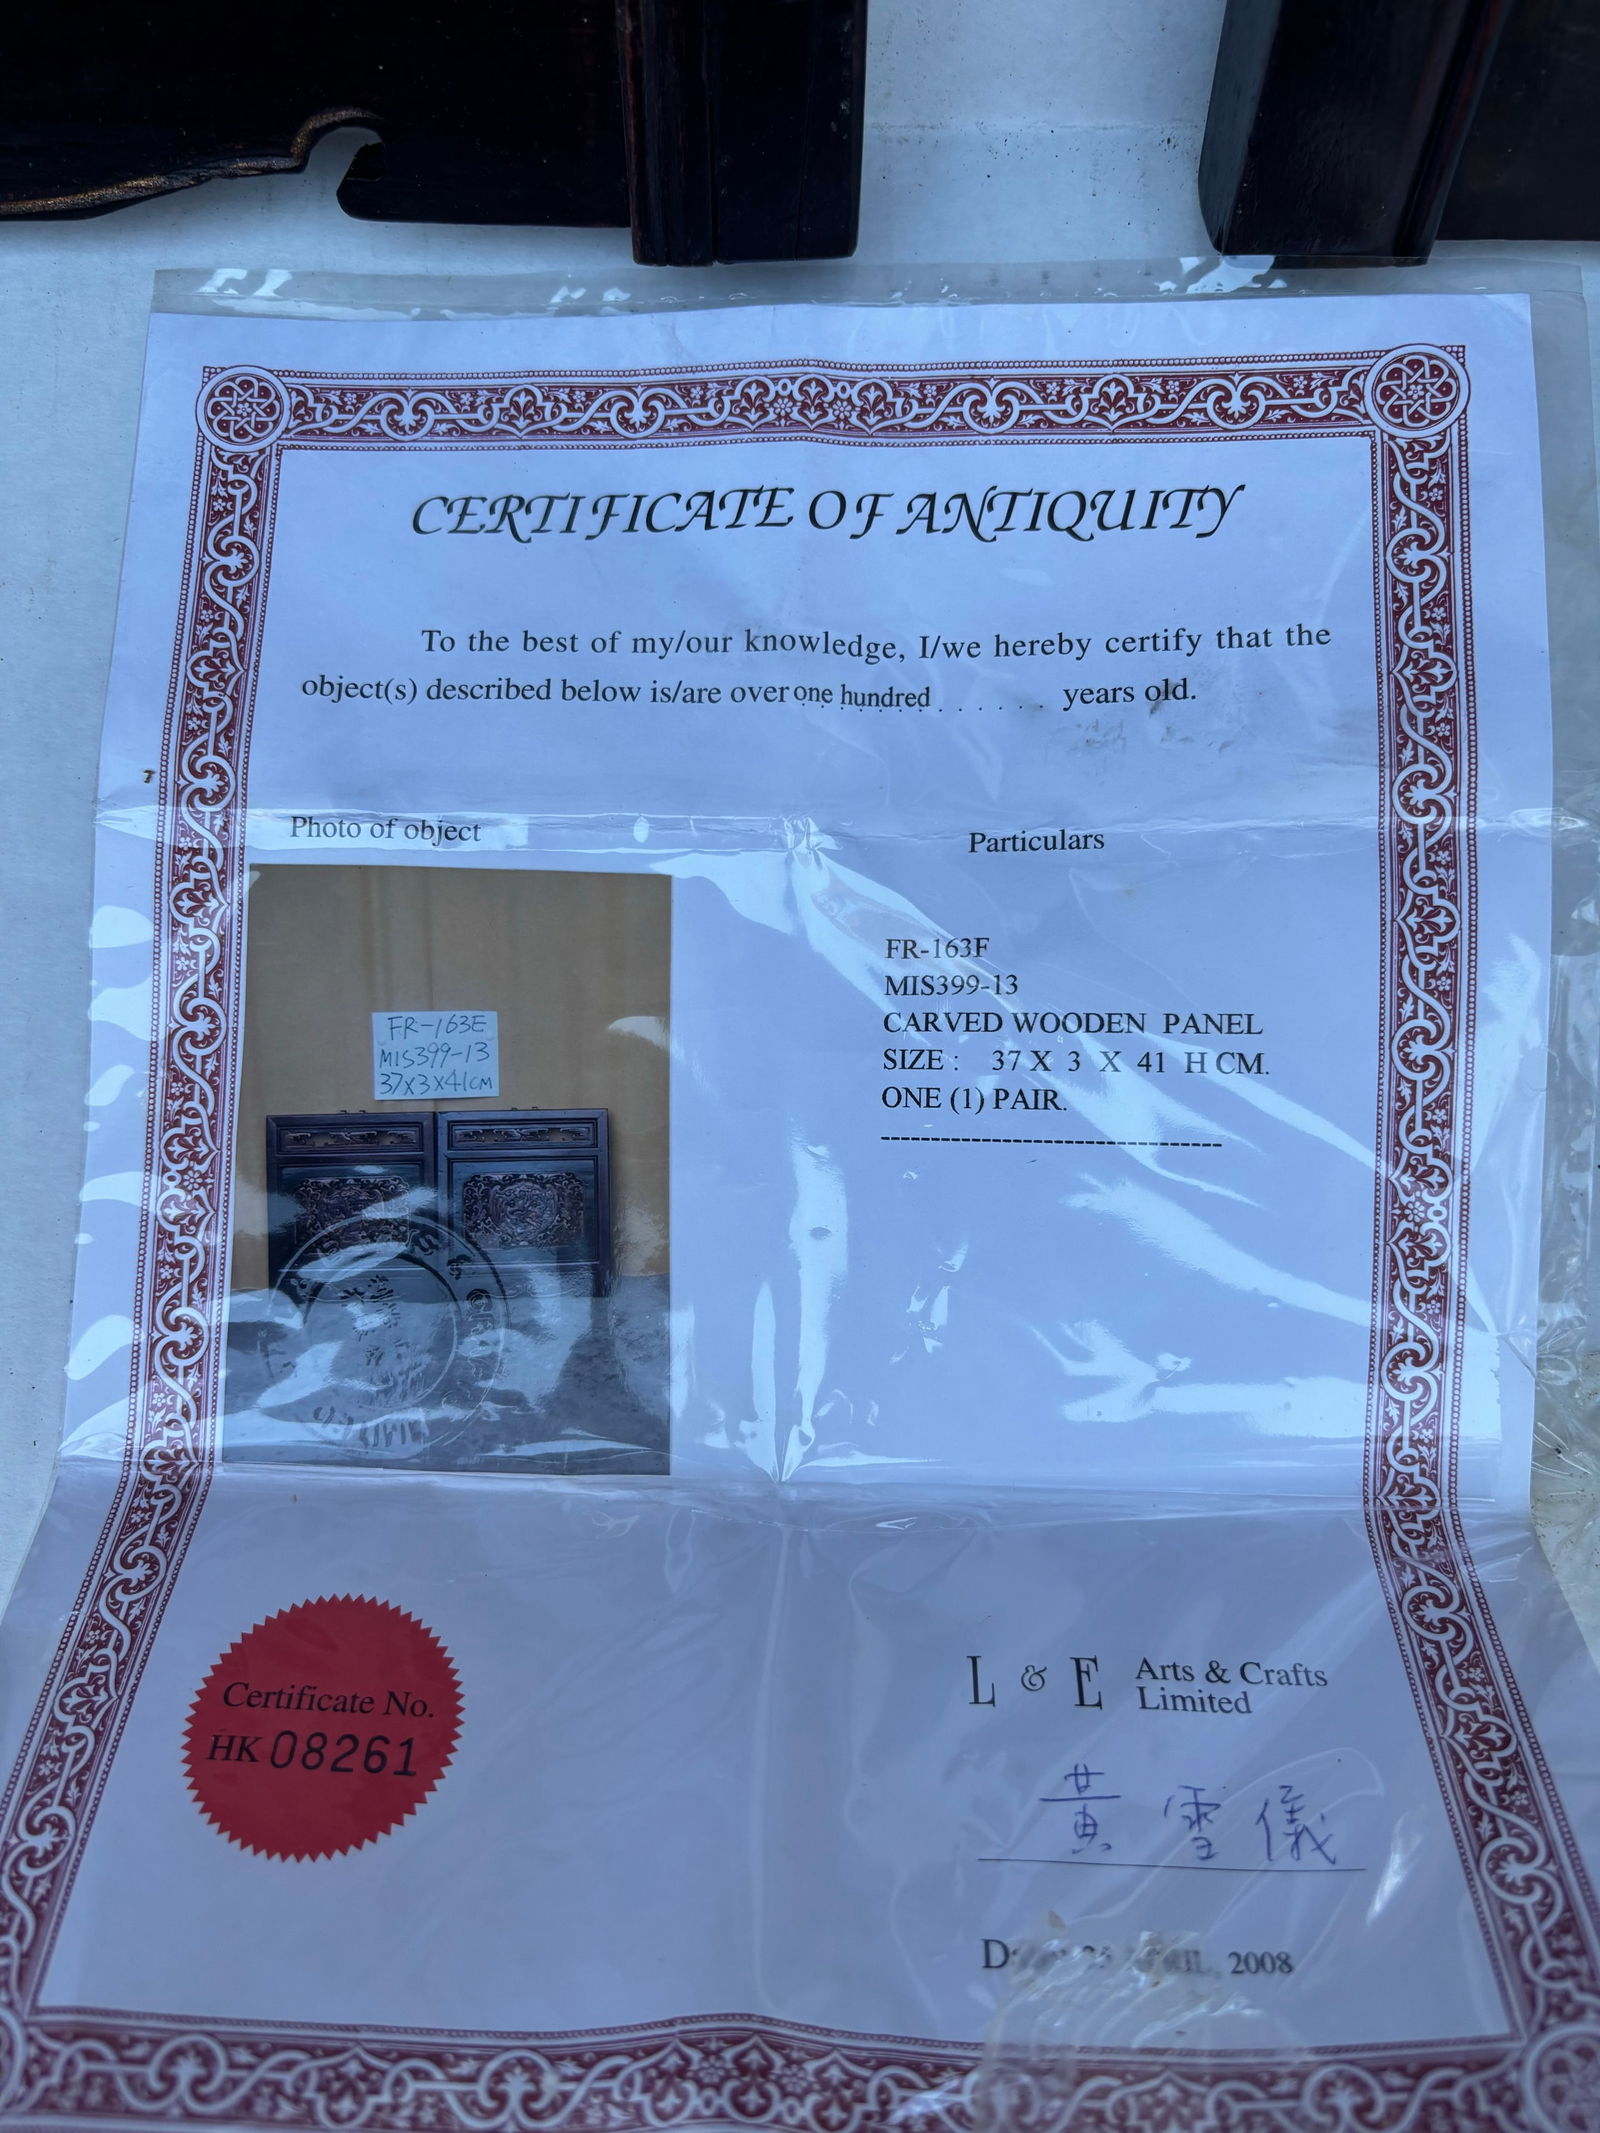 CERTIFICATE OF ANTIQUITY
To the best of my/our knowledge, I/we hereby certify that the
object(s) described below is/are over one hundred ...... years old.
Photo of object
Particulars
FR-163E
MIS399-13
37X3X41CM
FR-163F
MIS399-13
CARVED WOODEN PANEL
SIZE : 37 X 3 X 41 H CM.
ONE (1) PAIR.
Certificate No.
HK 08261
L & E Arts & Crafts
Limited
黃雪儀
2008